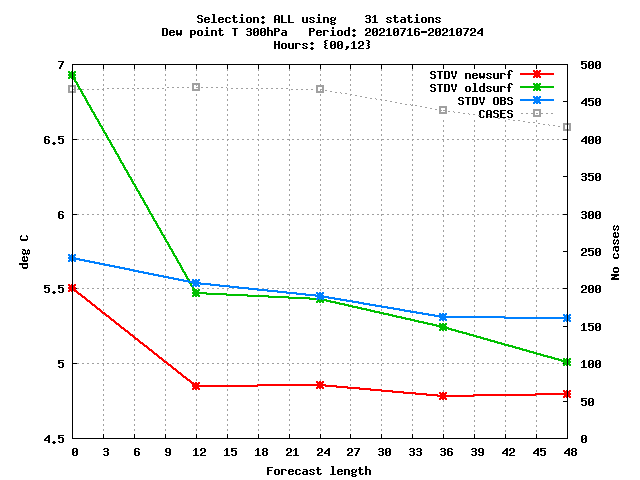 Selection: ALL using    31 stations
Dew point T 300hPa   Period: 20210716-20210724
Hours: {00,12}
STDV newsurf
STDV oldsurf
STDV OBS
CASES
7
6.5
6
5.5
5
4.5
500
450
400
350
300
250
200
150
100
50
0
deg C
No cases
0 3 6 9 12 15 18 21 24 27 30 33 36 39 42 45 48
Forecast length